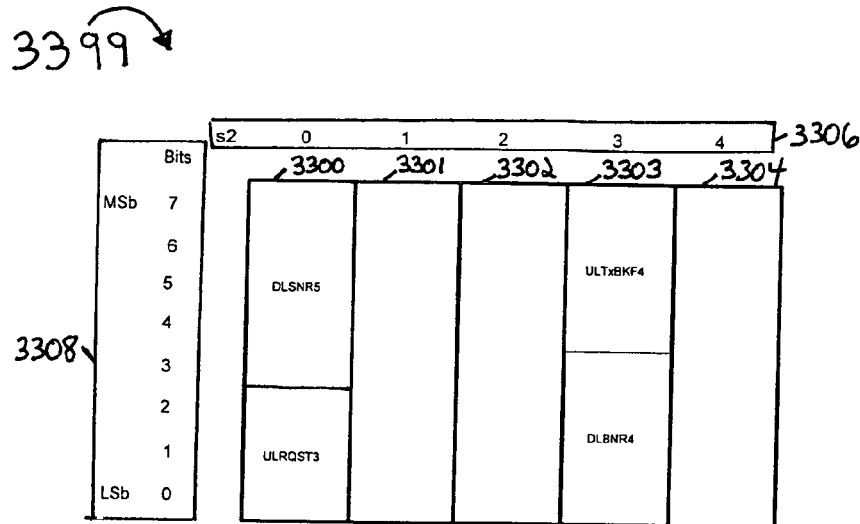 3399
s2 0 1 2 3 4 3306
Bits 3300 3301 3302 3303 3304
MSb 7
6
5 DLSNR5 ULTxBKF4
4
3308 3
2
1 ULRQST3 DLBNR4
LSb 0